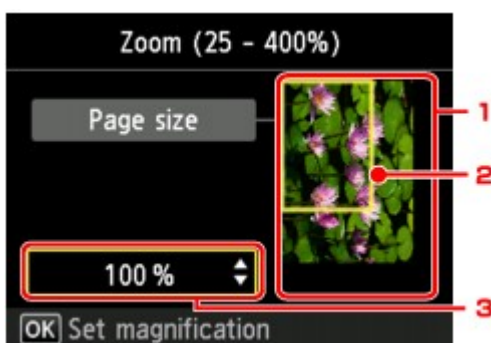 Zoom (25 - 400%)
Page size
1
2
100 %
3
OK Set magnification